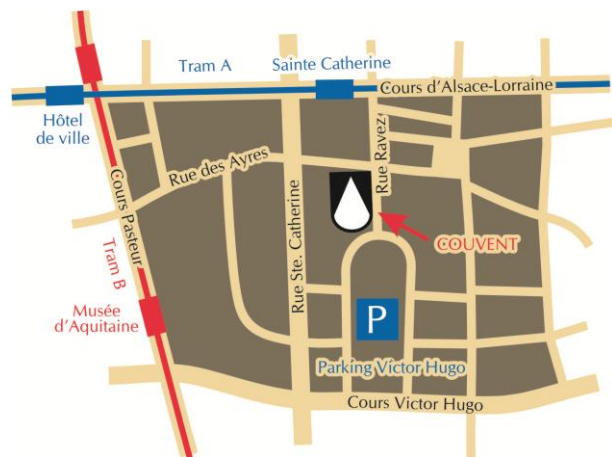 Tram A
Sainte Catherine
Cours d'Alsace-Lorraine
Hôtel
de ville
Rue des Ayres
Rue Ravez
Cours Pasteur
Rue Ste. Catherine
COUVENT
Tram B
Musée
d'Aquitaine
P
Parking Victor Hugo
Cours Victor Hugo